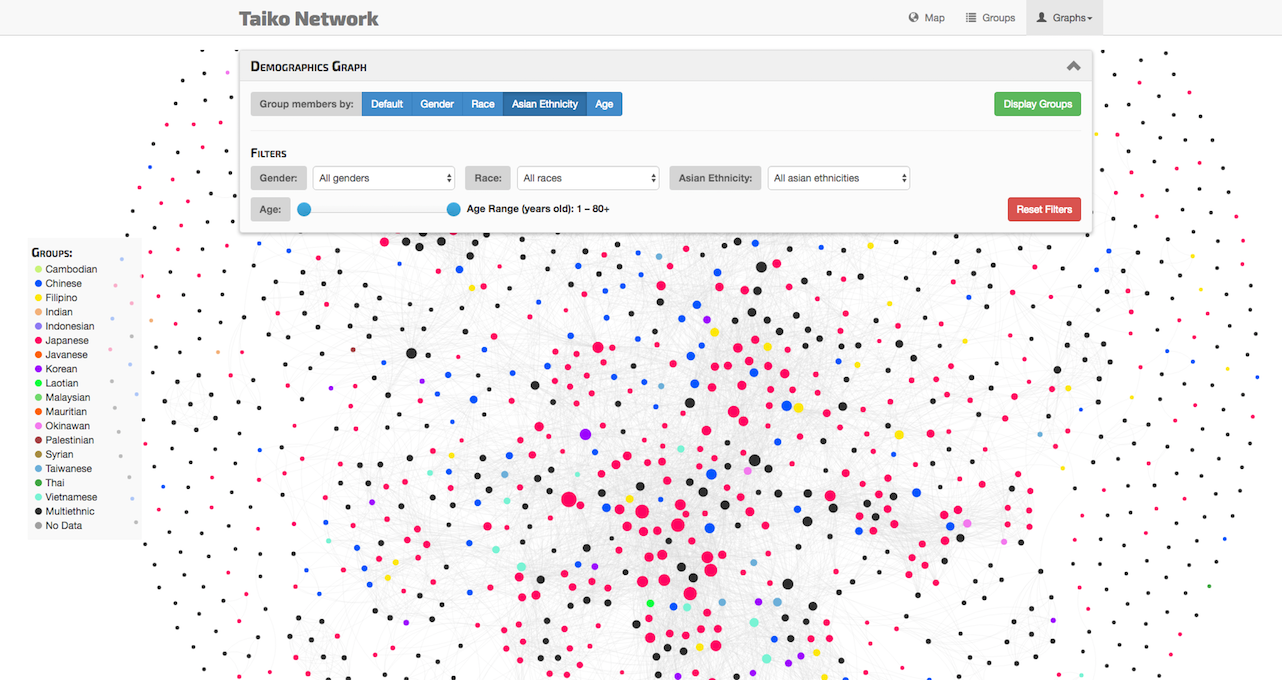 Taiko Network
Map Groups Graphs
Demographics Graph
Group members by: Default Gender Race Asian Ethnicity Age Display Groups
Filters
Gender: All genders Race: All races Asian Ethnicity: All asian ethnicities
Age: Age Range (years old): 1 – 80+ Reset Filters
Groups:
Cambodian
Chinese
Filipino
Indian
Indonesian
Japanese
Javanese
Korean
Laotian
Malaysian
Mauritian
Okinawan
Palestinian
Syrian
Taiwanese
Thai
Vietnamese
Multiethnic
No Data